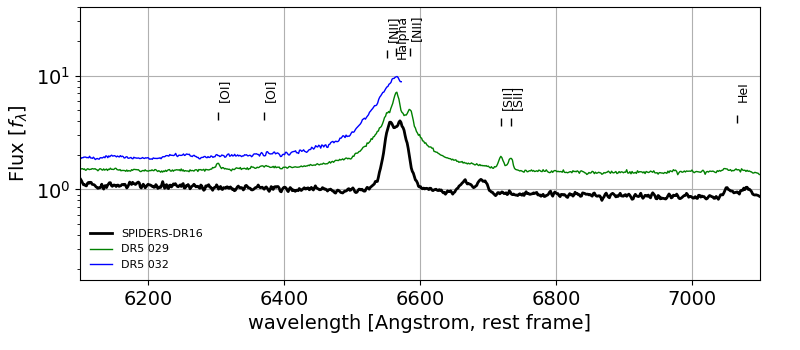 [NII]
Halpha
[NII]
[OI]
[OI]
[SII]
[SII]
HeI
Flux [fλ]
10¹
10⁰
SPIDERS-DR16
DR5 029
DR5 032
6200 6400 6600 6800 7000
wavelength [Angstrom, rest frame]